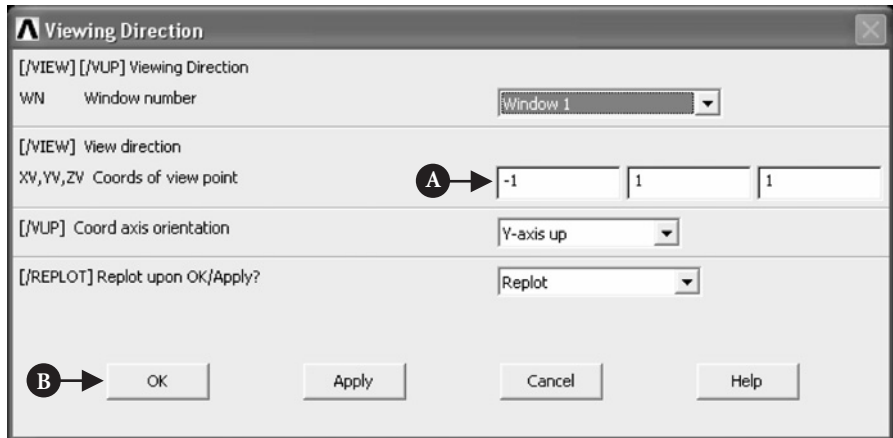 Viewing Direction
[/VIEW] [/VUP] Viewing Direction
WN Window number Window 1
[/VIEW] View direction
XV,YV,ZV Coords of view point A -1 1 1
[/VUP] Coord axis orientation Y-axis up
[/REPLOT] Replot upon OK/Apply? Replot
B OK Apply Cancel Help